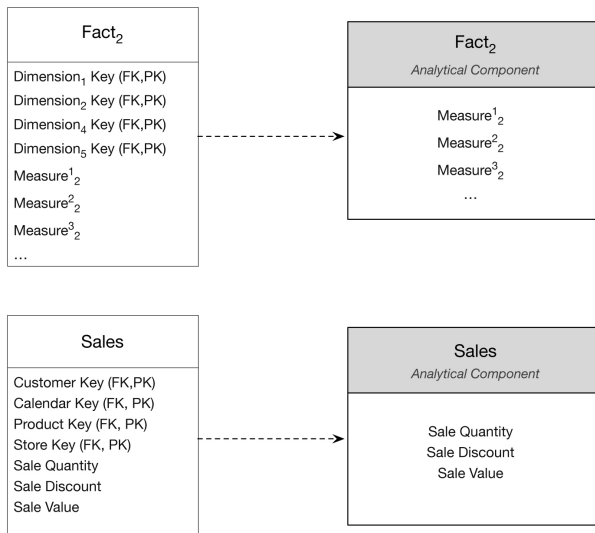 Fact₂
Dimension₁ Key (FK,PK)
Dimension₂ Key (FK,PK)
Dimension₄ Key (FK,PK)
Dimension₅ Key (FK,PK)
Measure¹₂
Measure²₂
Measure³₂
...
Fact₂
Analytical Component
Measure¹₂
Measure²₂
Measure³₂
...
Sales
Customer Key (FK,PK)
Calendar Key (FK, PK)
Product Key (FK, PK)
Store Key (FK, PK)
Sale Quantity
Sale Discount
Sale Value
Sales
Analytical Component
Sale Quantity
Sale Discount
Sale Value